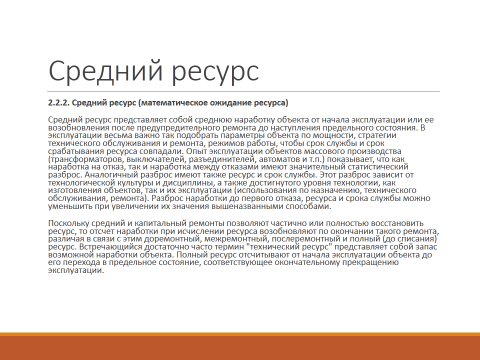 Средний ресурс
2.2.2. Средний ресурс (математическое ожидание ресурса)
Средний ресурс представляет собой среднюю наработку объекта от начала эксплуатации или ее
возобновления после предупредительного ремонта до наступления предельного состояния. В
эксплуатации весьма важно так подобрать параметры объекта по мощности, стратегии
технического обслуживания и ремонта, режимов работы, чтобы срок службы и срок
срабатывания ресурса совпадали. Опыт эксплуатации объектов массового производства
(трансформаторов, выключателей, разъединителей, автоматов и т.п.) показывает, что как
наработка на отказ, так и наработка между отказами имеют значительный статистический
разброс. Аналогичный разброс имеют также ресурс и срок службы. Этот разброс зависит от
технологической культуры и дисциплины, а также достигнутого уровня технологии, как
изготовления объектов, так и их эксплуатации (использования по назначению, технического
обслуживания, ремонта). Разброс наработки до первого отказа, ресурса и срока службы можно
уменьшить при увеличении их значения вышеназванными способами.
Поскольку средний и капитальный ремонты позволяют частично или полностью восстановить
ресурс, то отсчет наработки при исчислении ресурса возобновляют по окончании такого ремонта,
различая в связи с этим доремонтный, межремонтный, послеремонтный и полный (до списания)
ресурс. Встречающийся достаточно часто термин "технический ресурс" представляет собой запас
возможной наработки объекта. Полный ресурс отсчитывают от начала эксплуатации объекта до
его перехода в предельное состояние, соответствующее окончательному прекращению
эксплуатации.